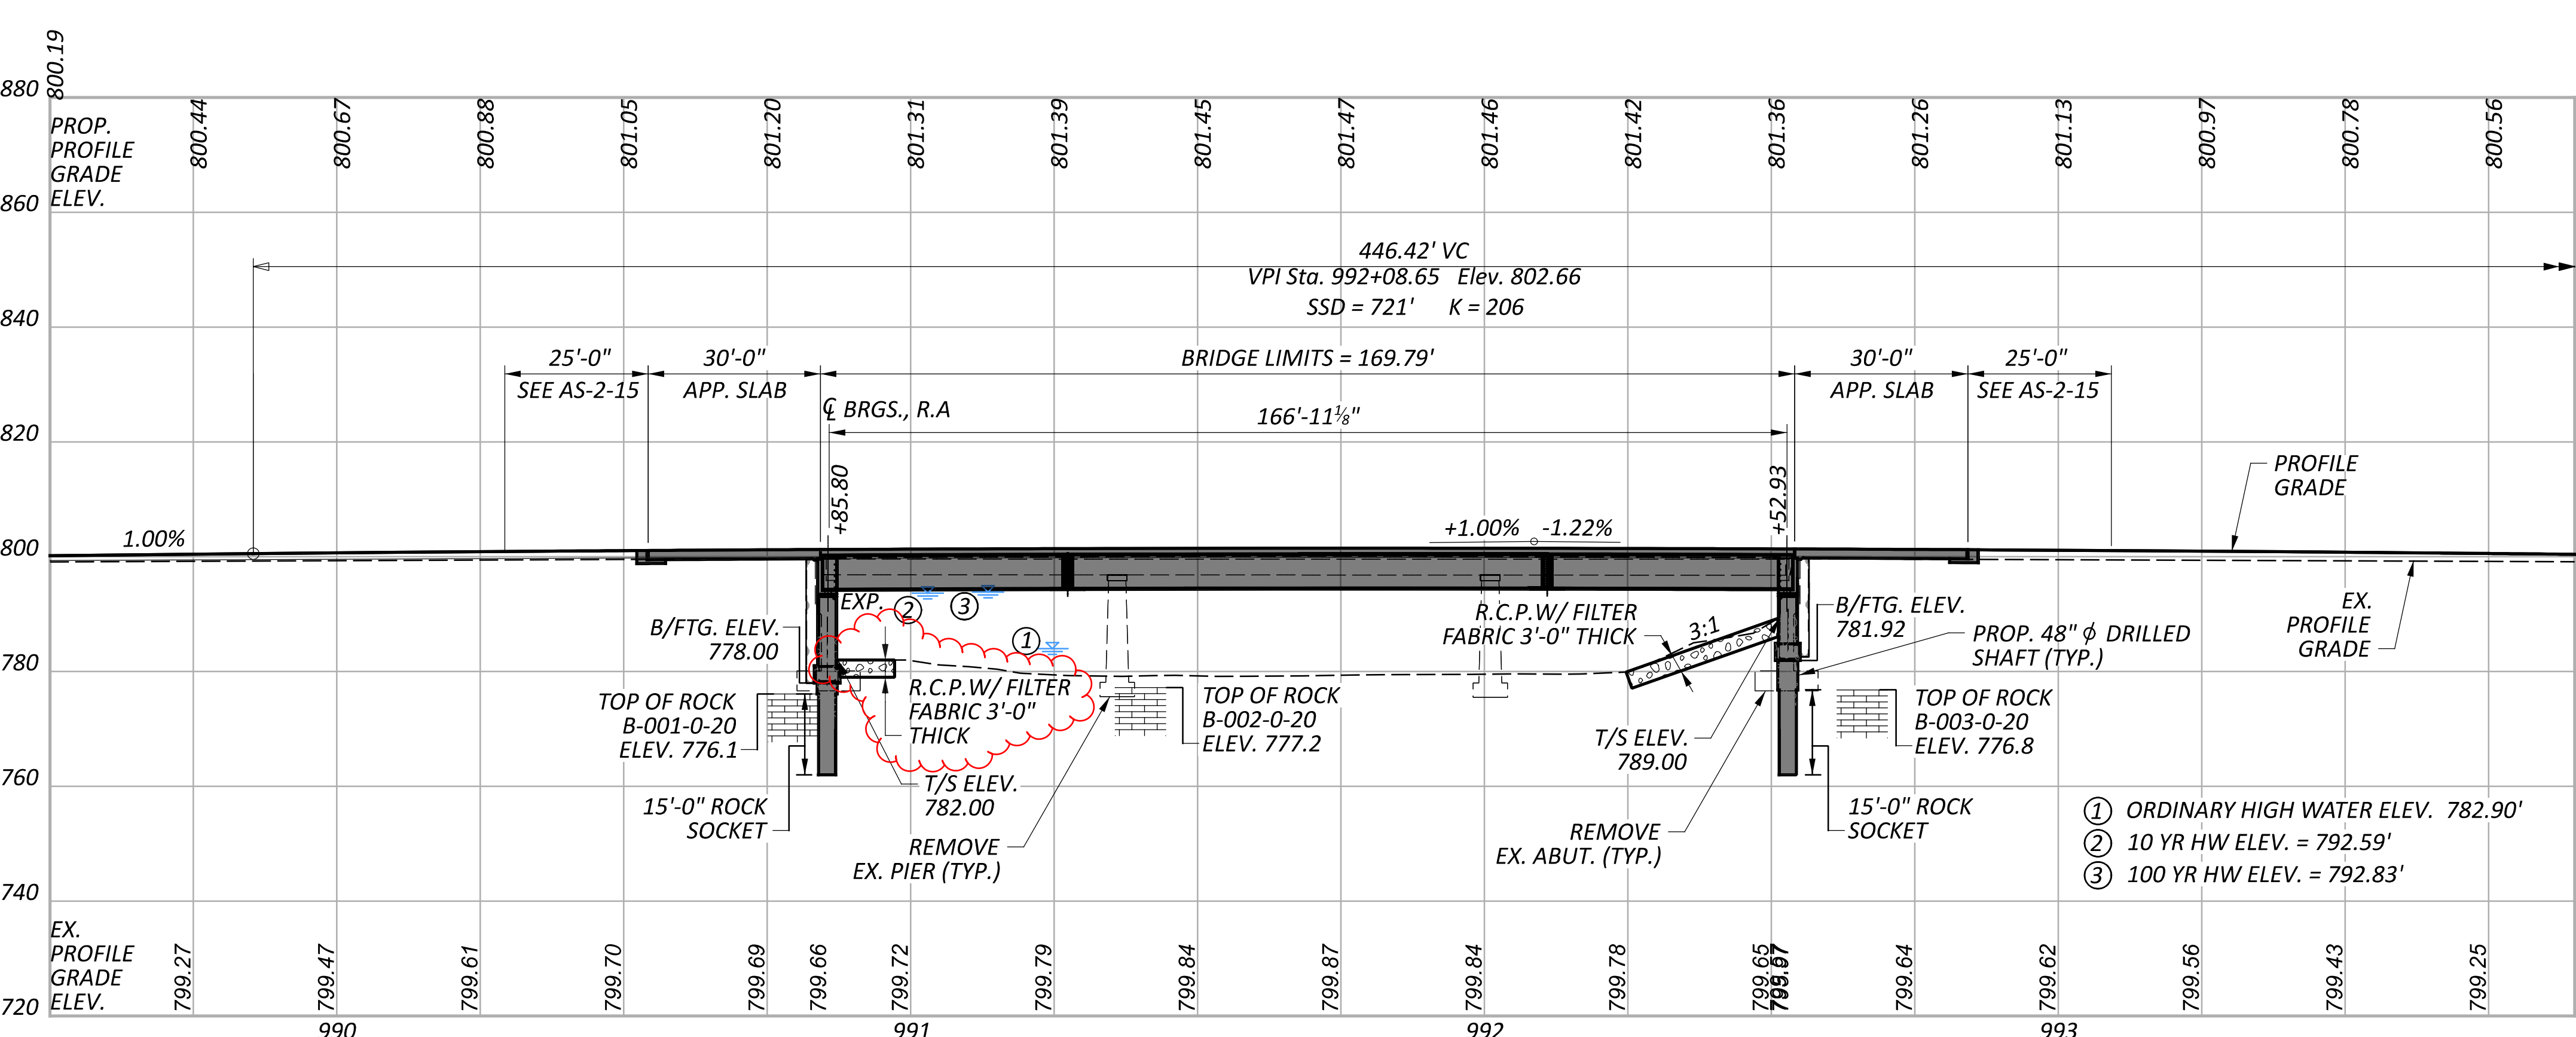 800.19
880
800.44
800.67
800.88
801.05
801.20
801.31
801.39
801.45
801.47
801.46
801.42
801.36
801.26
801.13
800.97
800.78
800.56
PROP.
PROFILE
GRADE
ELEV.
860
446.42' VC
VPI Sta. 992+08.65 Elev. 802.66
SSD = 721' K = 206
840
25'-0"
SEE AS-2-15
30'-0"
APP. SLAB
BRIDGE LIMITS = 169.79'
30'-0"
APP. SLAB
25'-0"
SEE AS-2-15
℄ BRGS., R.A
166'-11⅛"
820
+85.80
+52.93
PROFILE
GRADE
1.00%
+1.00% -1.22%
800
EXP.
2
3
1
B/FTG. ELEV.
778.00
R.C.P.W/ FILTER
FABRIC 3'-0" THICK
3:1
B/FTG. ELEV.
781.92
PROP. 48" ϕ DRILLED
SHAFT (TYP.)
EX.
PROFILE
GRADE
780
TOP OF ROCK
B-001-0-20
ELEV. 776.1
R.C.P.W/ FILTER
FABRIC 3'-0"
THICK
TOP OF ROCK
B-002-0-20
ELEV. 777.2
T/S ELEV.
789.00
TOP OF ROCK
B-003-0-20
ELEV. 776.8
760
T/S ELEV.
782.00
15'-0" ROCK
SOCKET
REMOVE
EX. PIER (TYP.)
REMOVE
EX. ABUT. (TYP.)
15'-0" ROCK
SOCKET
1 ORDINARY HIGH WATER ELEV. 782.90'
2 10 YR HW ELEV. = 792.59'
3 100 YR HW ELEV. = 792.83'
740
EX.
PROFILE
GRADE
ELEV.
799.27
799.47
799.61
799.70
799.69
799.66
799.72
799.79
799.84
799.87
799.84
799.78
799.65
799.64
799.62
799.56
799.43
799.25
720
990
991
992
993